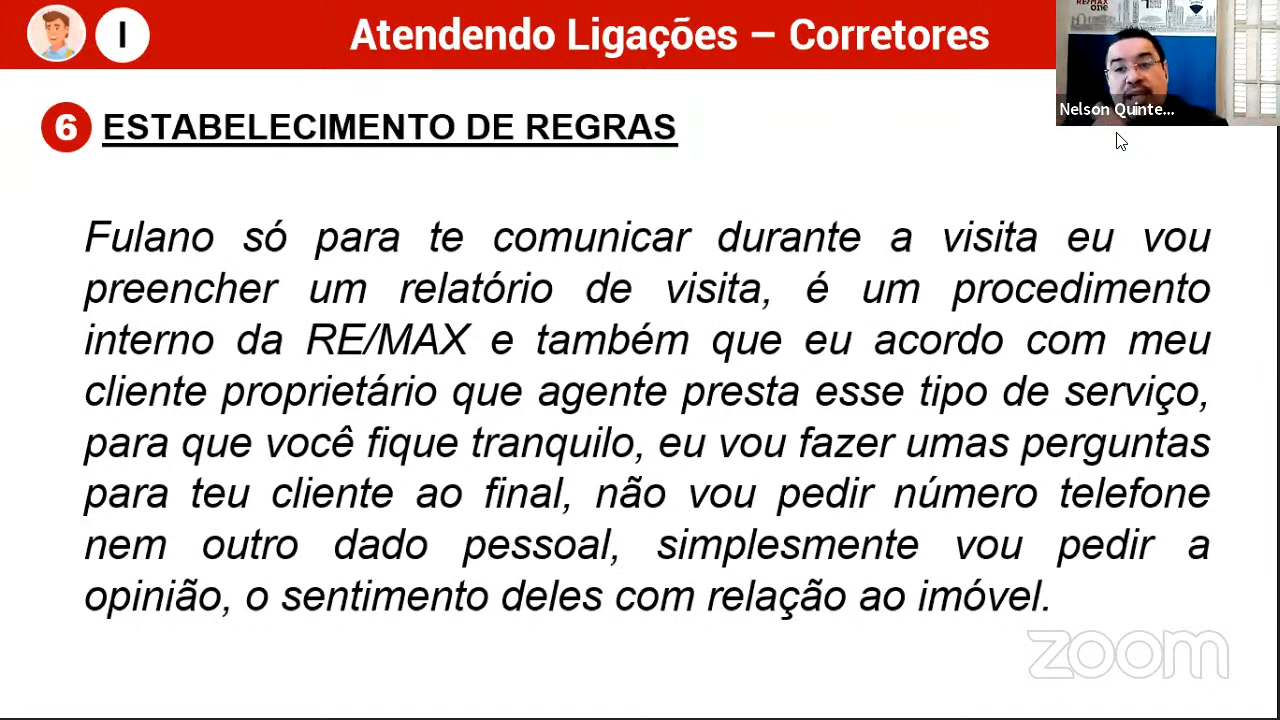 I
Atendendo Ligações – Corretores
RE/MAX
ONE
Nelson Quinte...
6 ESTABELECIMENTO DE REGRAS
Fulano só para te comunicar durante a visita eu vou
preencher um relatório de visita, é um procedimento
interno da RE/MAX e também que eu acordo com meu
cliente proprietário que agente presta esse tipo de serviço,
para que você fique tranquilo, eu vou fazer umas perguntas
para teu cliente ao final, não vou pedir número telefone
nem outro dado pessoal, simplesmente vou pedir a
opinião, o sentimento deles com relação ao imóvel.
zoom